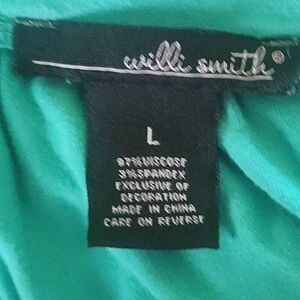 willi smith®
L
97%VISCOSE
3%SPANDEX
EXCLUSIVE OF
DECORATION
MADE IN CHINA
CARE ON REVERSE